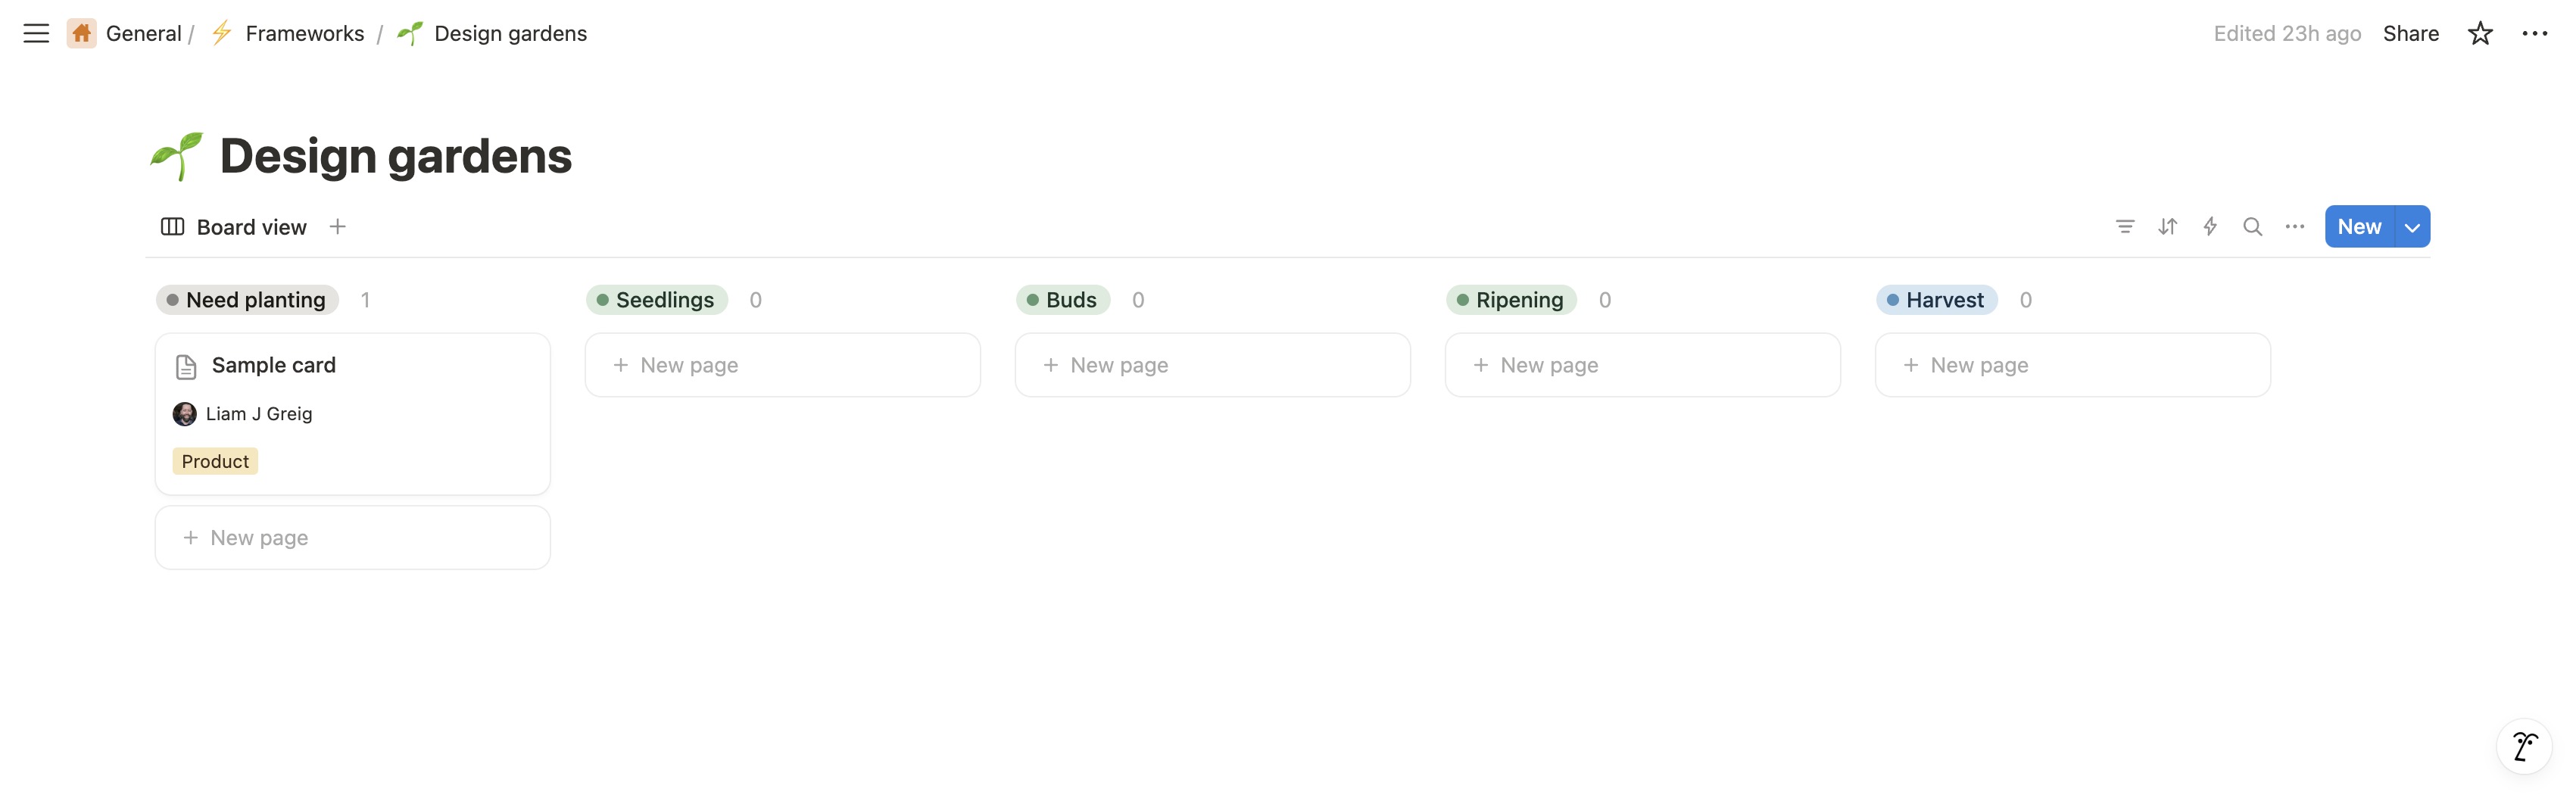 General / Frameworks / Design gardens
Edited 23h ago Share
Design gardens
Board view
New
Need planting 1
Seedlings 0
Buds 0
Ripening 0
Harvest 0
Sample card
Liam J Greig
Product
+ New page
+ New page
+ New page
+ New page
+ New page